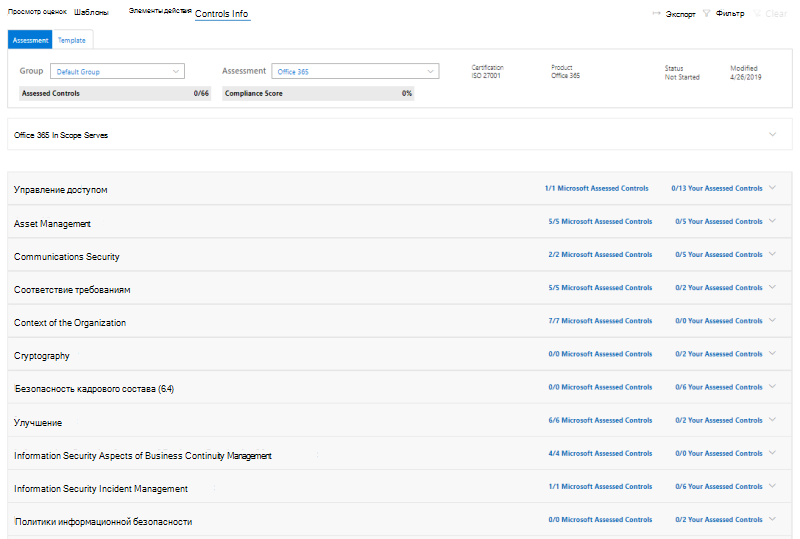 Просмотр оценок Шаблоны Элементы действия Controls Info Экспорт Фильтр Clear
Assessment Template
Group Default Group Assessment Office 365 Certification Product Status Modified
ISO 27001 Office 365 Not Started 4/26/2019
Assessed Controls 0/66 Compliance Score 0%
Office 365 In Scope Serves
Управление доступом 1/1 Microsoft Assessed Controls 0/13 Your Assessed Controls
Asset Management 5/5 Microsoft Assessed Controls 0/5 Your Assessed Controls
Communications Security 2/2 Microsoft Assessed Controls 0/5 Your Assessed Controls
Соответствие требованиям 5/5 Microsoft Assessed Controls 0/2 Your Assessed Controls
Context of the Organization 7/7 Microsoft Assessed Controls 0/0 Your Assessed Controls
Cryptography 0/0 Microsoft Assessed Controls 0/2 Your Assessed Controls
Безопасность кадрового состава (6.4) 0/0 Microsoft Assessed Controls 0/6 Your Assessed Controls
Улучшение 6/6 Microsoft Assessed Controls 0/2 Your Assessed Controls
Information Security Aspects of Business Continuity Management 4/4 Microsoft Assessed Controls 0/0 Your Assessed Controls
Information Security Incident Management 1/1 Microsoft Assessed Controls 0/6 Your Assessed Controls
Политики информационной безопасности 0/0 Microsoft Assessed Controls 0/2 Your Assessed Controls